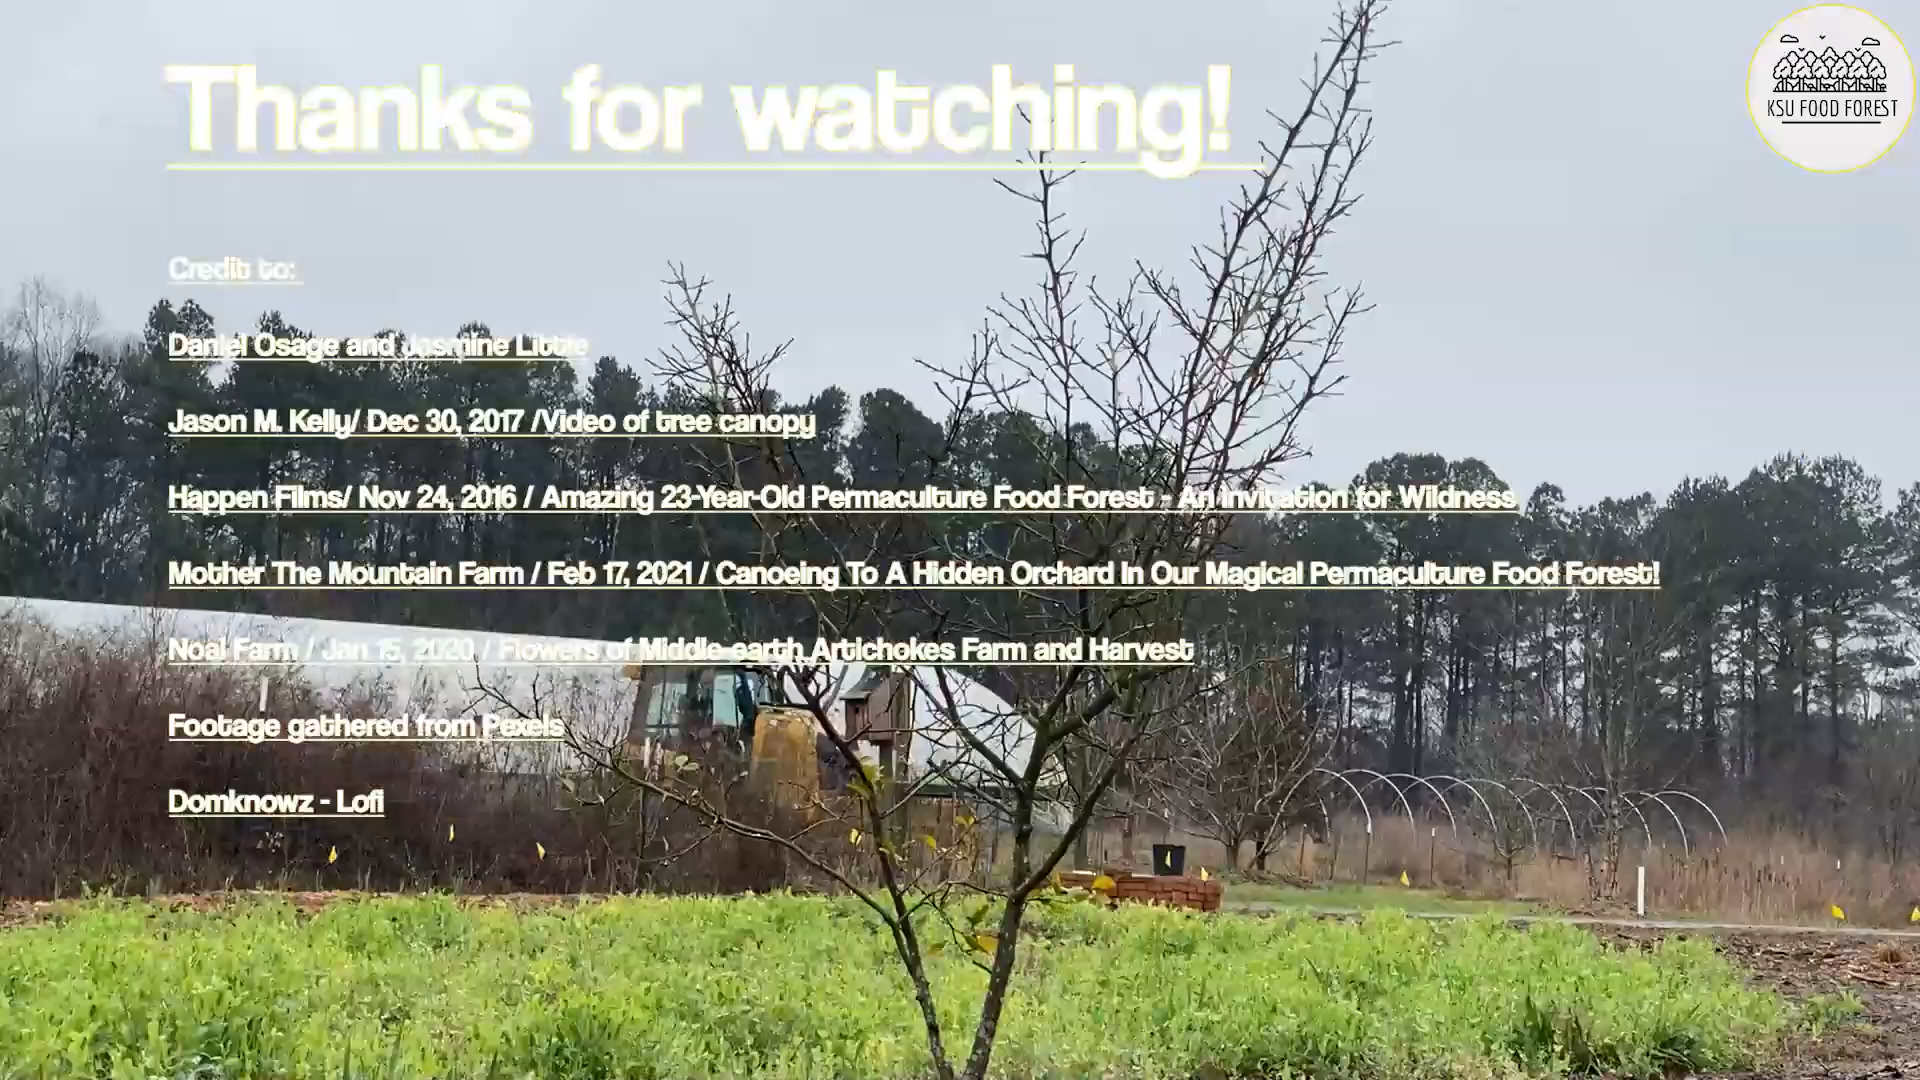 Thanks for watching!
KSU FOOD FOREST
Credit to:
Daniel Osage and Jasmine Little
Jason M. Kelly/ Dec 30, 2017 /Video of tree canopy
Happen Films/ Nov 24, 2016 / Amazing 23-Year-Old Permaculture Food Forest - An Invitation for Wildness
Mother The Mountain Farm / Feb 17, 2021 / Canoeing To A Hidden Orchard In Our Magical Permaculture Food Forest!
Noal Farm / Jan 15, 2020 / Flowers of Middle-earth Artichokes Farm and Harvest
Footage gathered from Pexels
Domknowz - Lofi